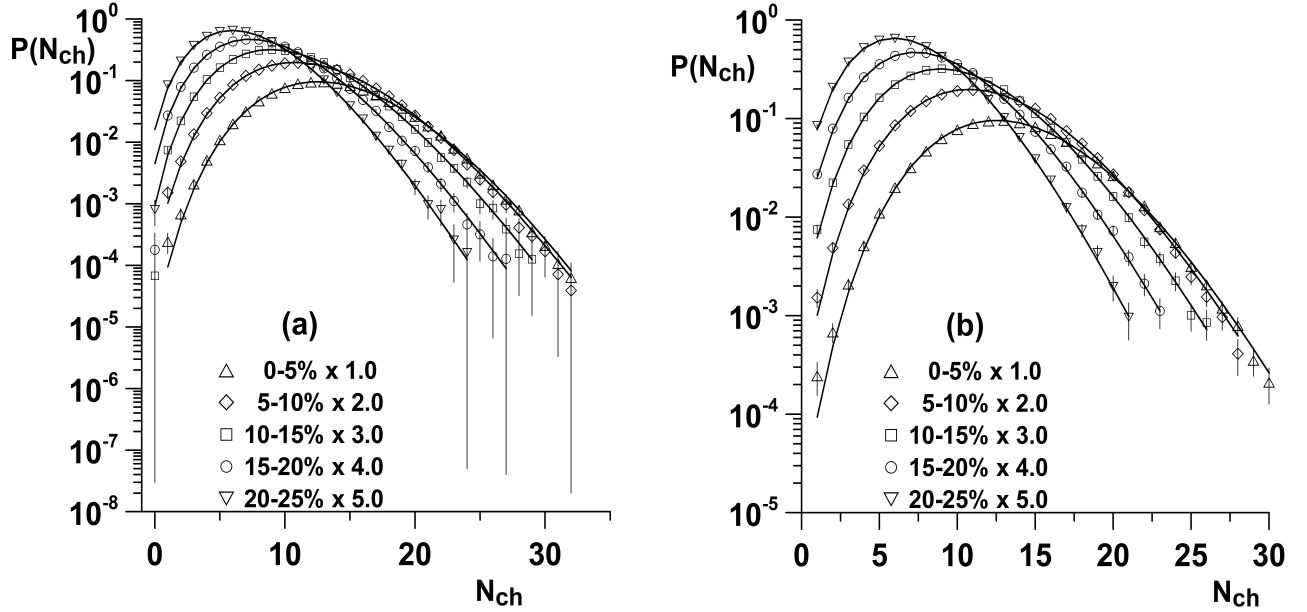 P(N_ch)
10^0
10^-1
10^-2
10^-3
10^-4
10^-5
10^-6
10^-7
10^-8
(a)
0-5% x 1.0
5-10% x 2.0
10-15% x 3.0
15-20% x 4.0
20-25% x 5.0
0 10 20 30
N_ch
P(N_ch)
10^0
10^-1
10^-2
10^-3
10^-4
10^-5
(b)
0-5% x 1.0
5-10% x 2.0
10-15% x 3.0
15-20% x 4.0
20-25% x 5.0
0 5 10 15 20 25 30
N_ch